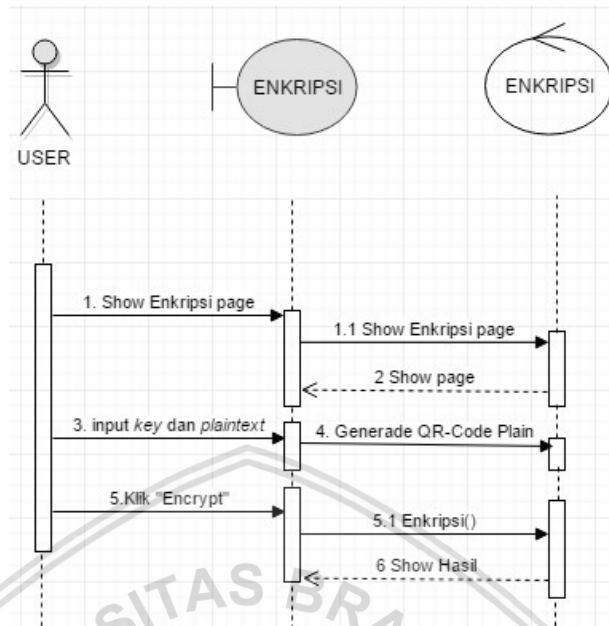 ENKRIPSI
ENKRIPSI
USER
1. Show Enkripsi page
1.1 Show Enkripsi page
2 Show page
3. input key dan plaintext
4. Generade QR-Code Plain
5.Klik "Encrypt"
5.1 Enkripsi()
6 Show Hasil
SITAS BRA